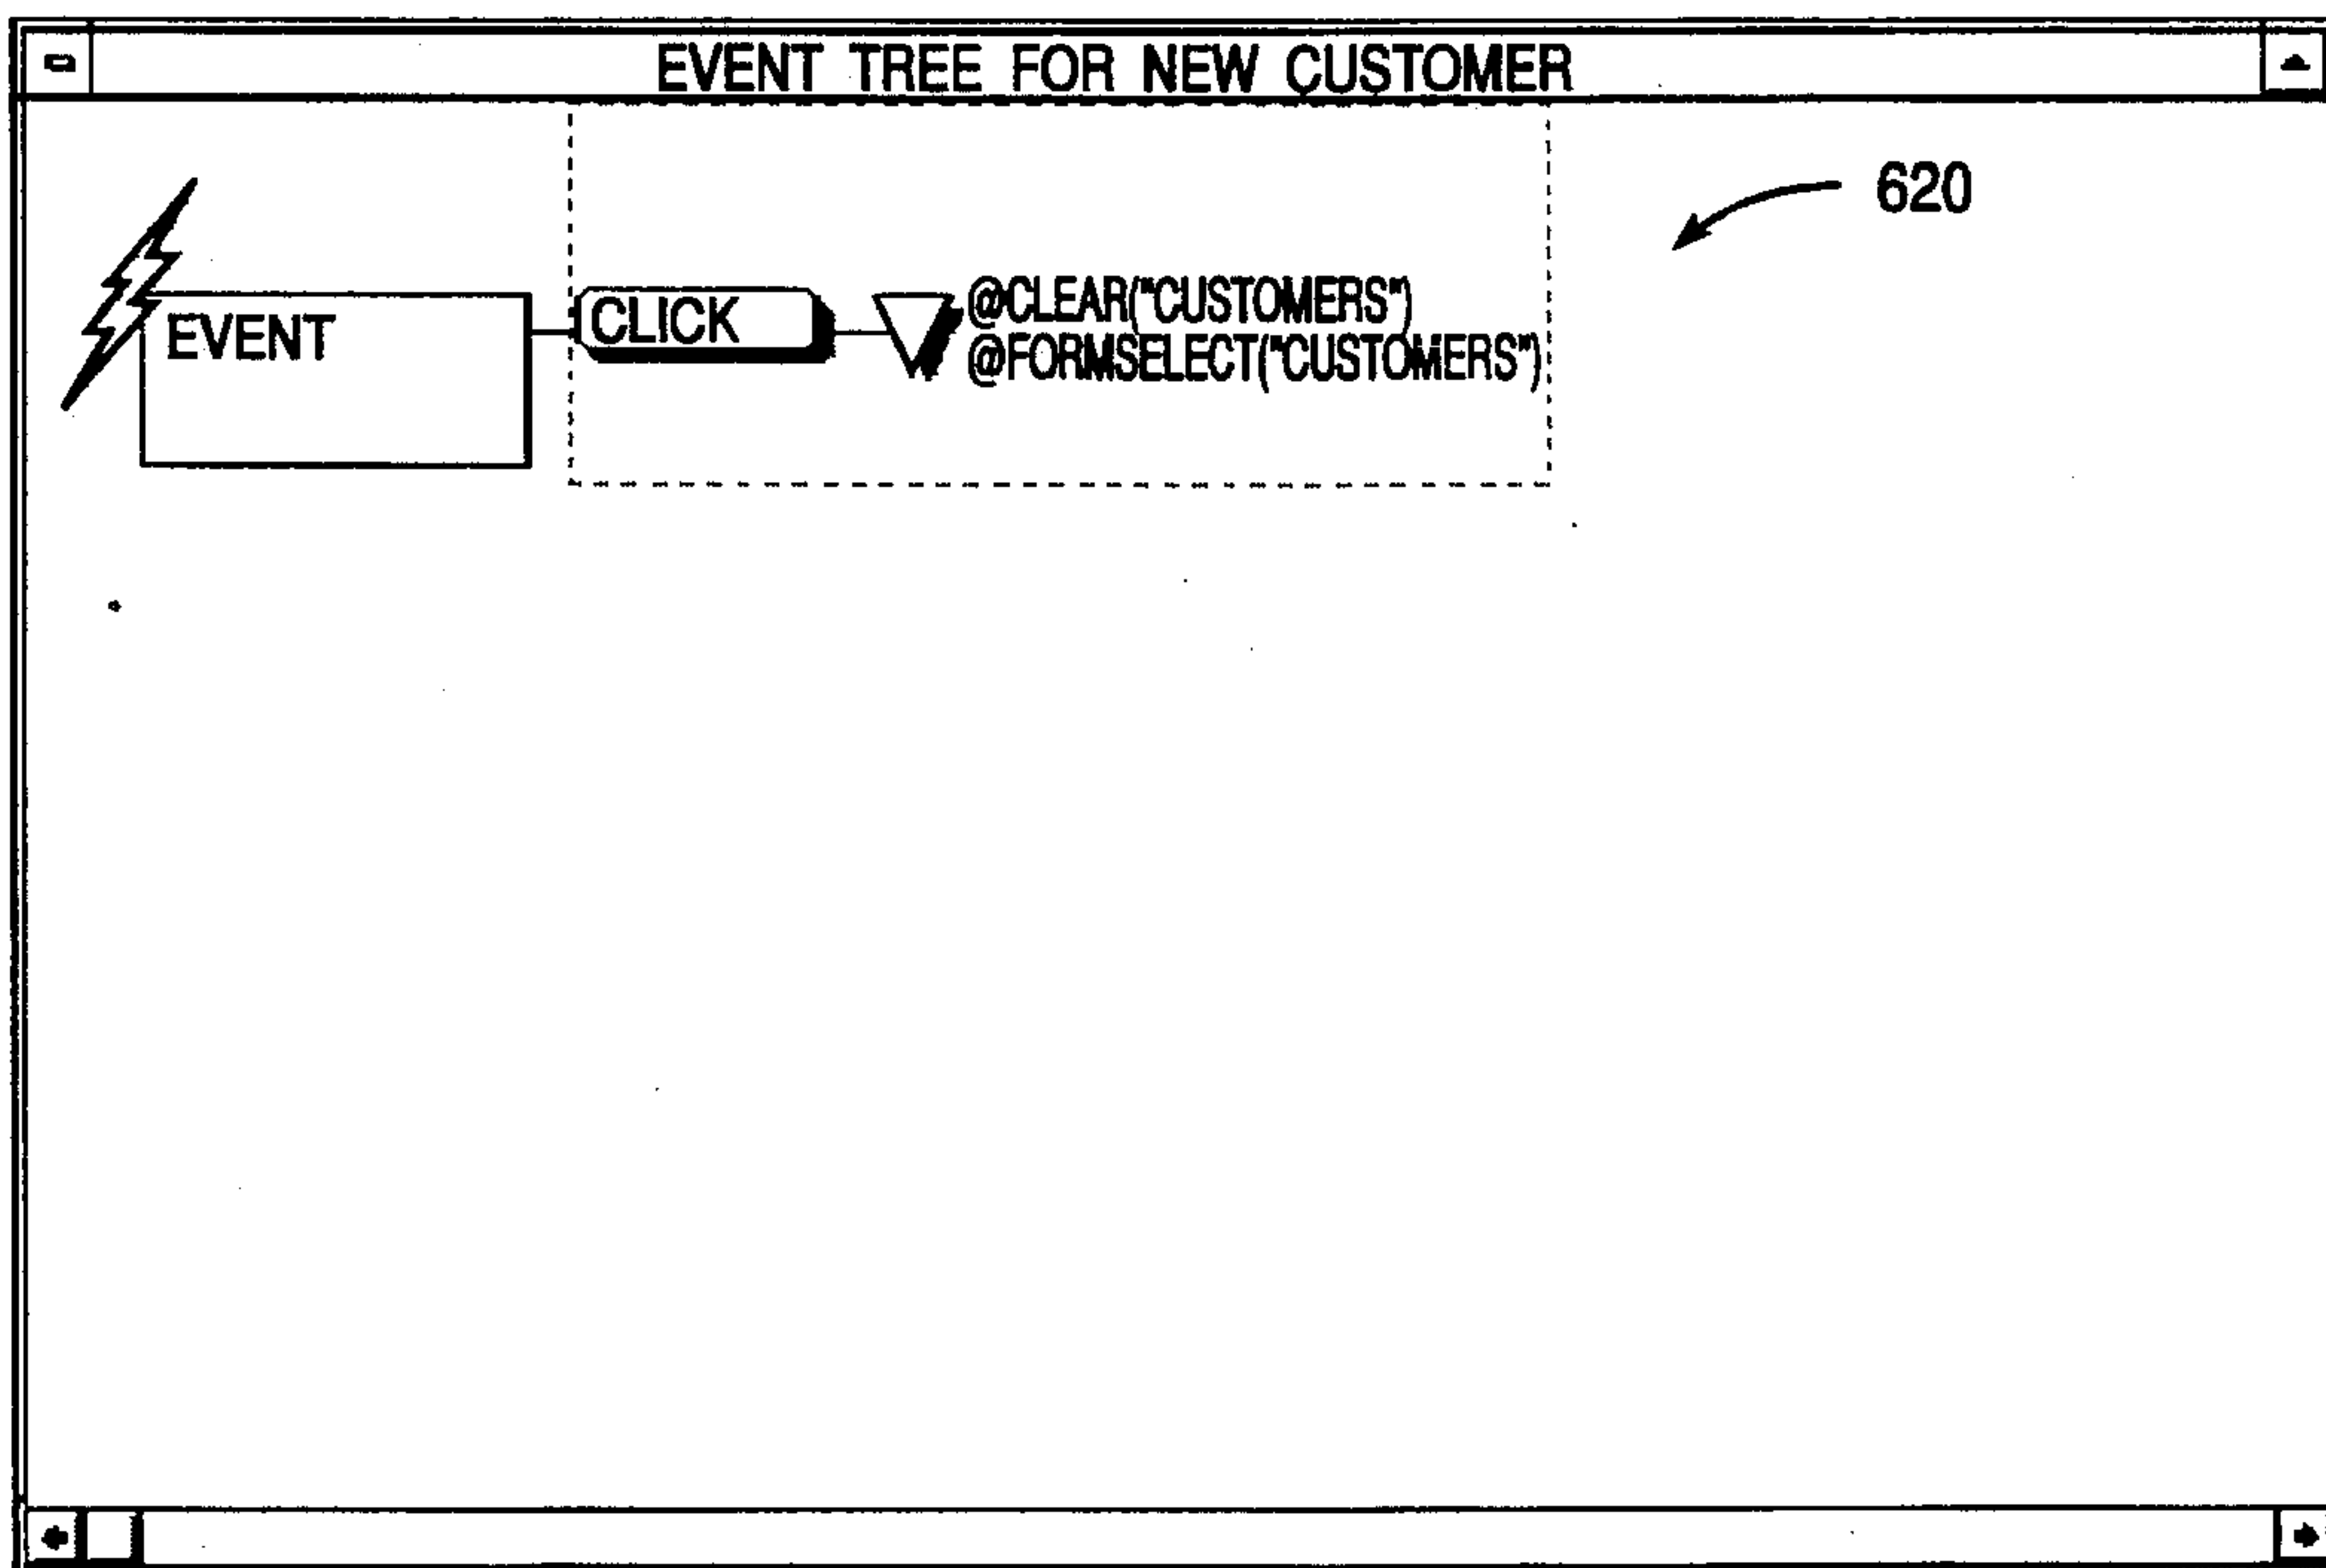 EVENT TREE FOR NEW CUSTOMER
620
EVENT
CLICK
@CLEAR("CUSTOMERS")
@FORMSELECT("CUSTOMERS")